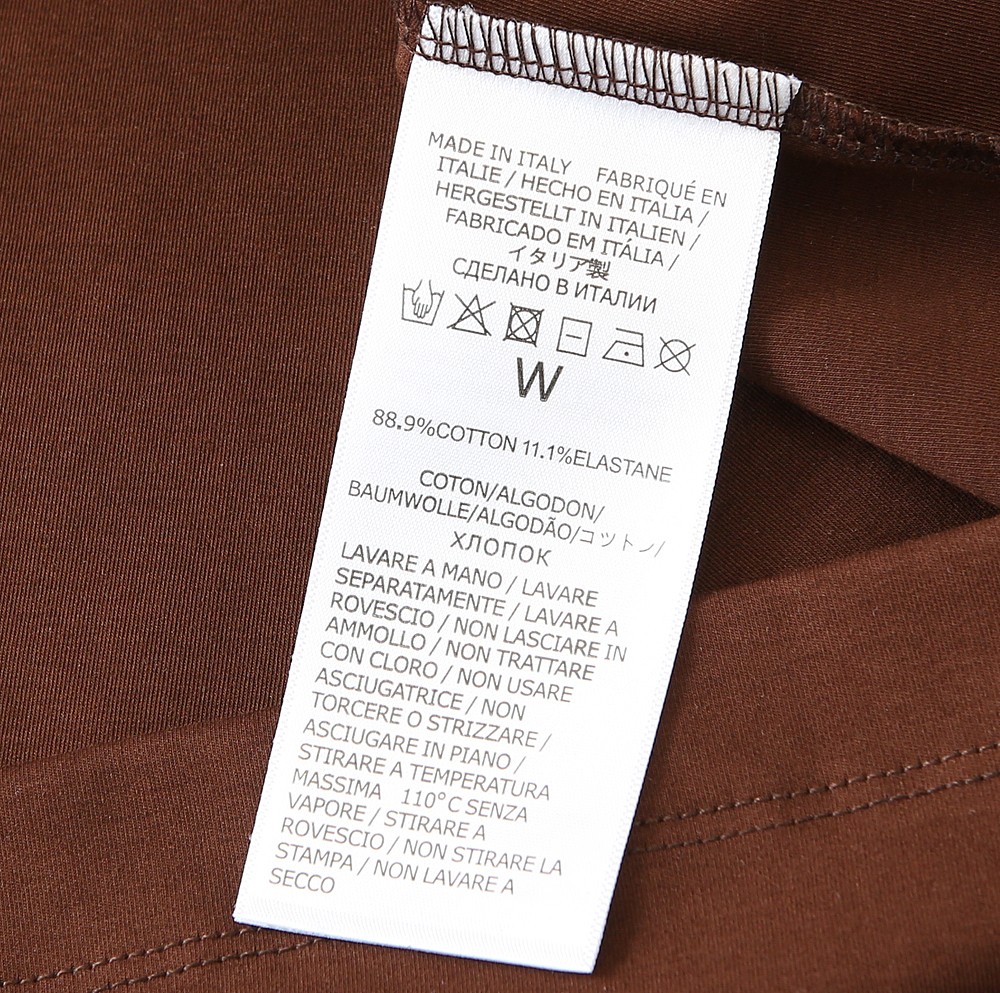 MADE IN ITALY FABRIQUÉ EN
ITALIE / HECHO EN ITALIA /
HERGESTELLT IN ITALIEN /
FABRICADO EM ITÁLIA /
イタリア製
СДЕЛАНО В ИТАЛИИ
W
88.9%COTTON 11.1%ELASTANE
COTON/ALGODON/
BAUMWOLLE/ALGODÃO/コットン/
ХЛОПОК
LAVARE A MANO / LAVARE
SEPARATAMENTE / LAVARE A
ROVESCIO / NON LASCIARE IN
AMMOLLO / NON TRATTARE
CON CLORO / NON USARE
ASCIUGATRICE / NON
TORCERE O STRIZZARE /
ASCIUGARE IN PIANO /
STIRARE A TEMPERATURA
MASSIMA 110°C SENZA
VAPORE / STIRARE A
ROVESCIO / NON STIRARE LA
STAMPA / NON LAVARE A
SECCO